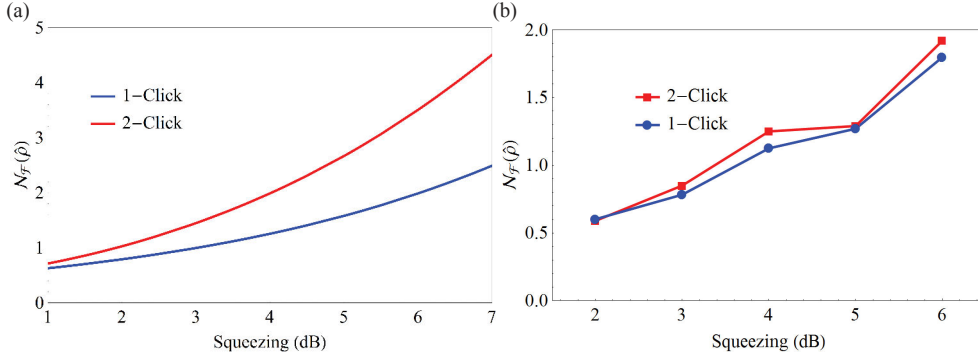 (a)
5
4
3
2
1
0
𝒩_ℱ(ρ̂)
1−Click
2−Click
1 2 3 4 5 6 7
Squeezing (dB)
(b)
2.0
1.5
1.0
0.5
0.0
𝒩_ℱ(ρ̂)
2−Click
1−Click
2 3 4 5 6
Squeezing (dB)